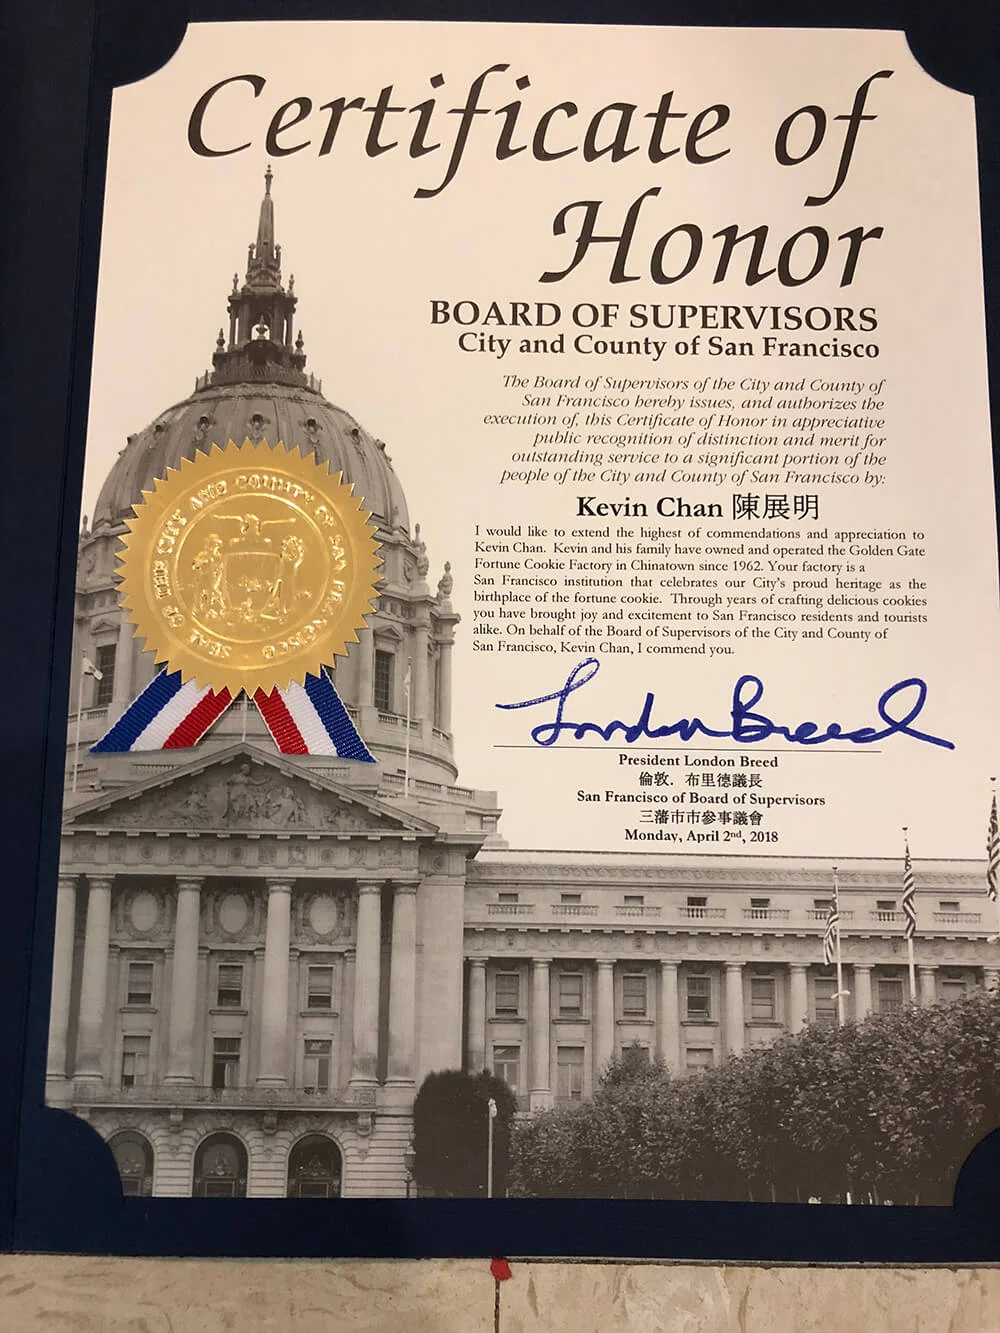 Certificate of
Honor
BOARD OF SUPERVISORS
City and County of San Francisco
The Board of Supervisors of the City and County of
San Francisco hereby issues, and authorizes the
execution of, this Certificate of Honor in appreciative
public recognition of distinction and merit for
outstanding service to a significant portion of the
people of the City and County of San Francisco by:
Kevin Chan 陳展明
I would like to extend the highest of commendations and appreciation to
Kevin Chan. Kevin and his family have owned and operated the Golden Gate
Fortune Cookie Factory in Chinatown since 1962. Your factory is a
San Francisco institution that celebrates our City's proud heritage as the
birthplace of the fortune cookie. Through years of crafting delicious cookies
you have brought joy and excitement to San Francisco residents and tourists
alike. On behalf of the Board of Supervisors of the City and County of
San Francisco, Kevin Chan, I commend you.
London Breed
President London Breed
倫敦．布里德議長
San Francisco of Board of Supervisors
三藩市市參事議會
Monday, April 2nd, 2018
SEAL OF THE CITY AND COUNTY OF SAN FRANCISCO